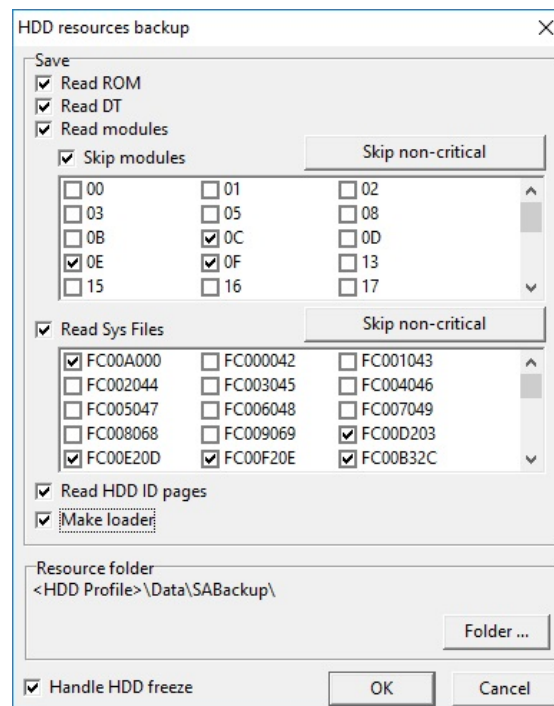 HDD resources backup
Save
Read ROM
Read DT
Read modules
Skip modules Skip non-critical
00 01 02
03 05 08
0B 0C 0D
0E 0F 13
15 16 17
Read Sys Files Skip non-critical
FC00A000 FC000042 FC001043
FC002044 FC003045 FC004046
FC005047 FC006048 FC007049
FC008068 FC009069 FC00D203
FC00E20D FC00F20E FC00B32C
Read HDD ID pages
Make loader
Resource folder
<HDD Profile>\Data\SABackup\
Folder ...
Handle HDD freeze OK Cancel